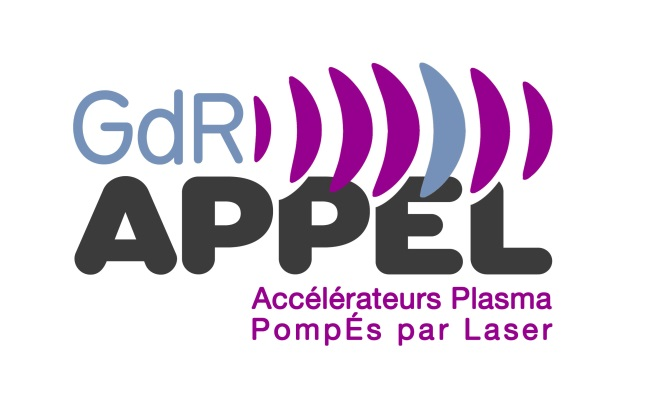 GdR
APPEL
Accélérateurs Plasma
PompÉs par Laser